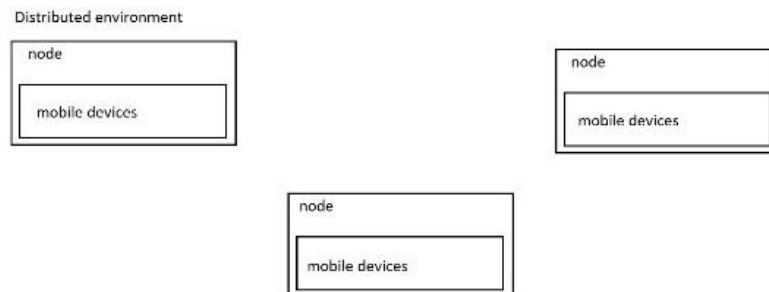 Distributed environment
node
mobile devices
node
mobile devices
node
mobile devices